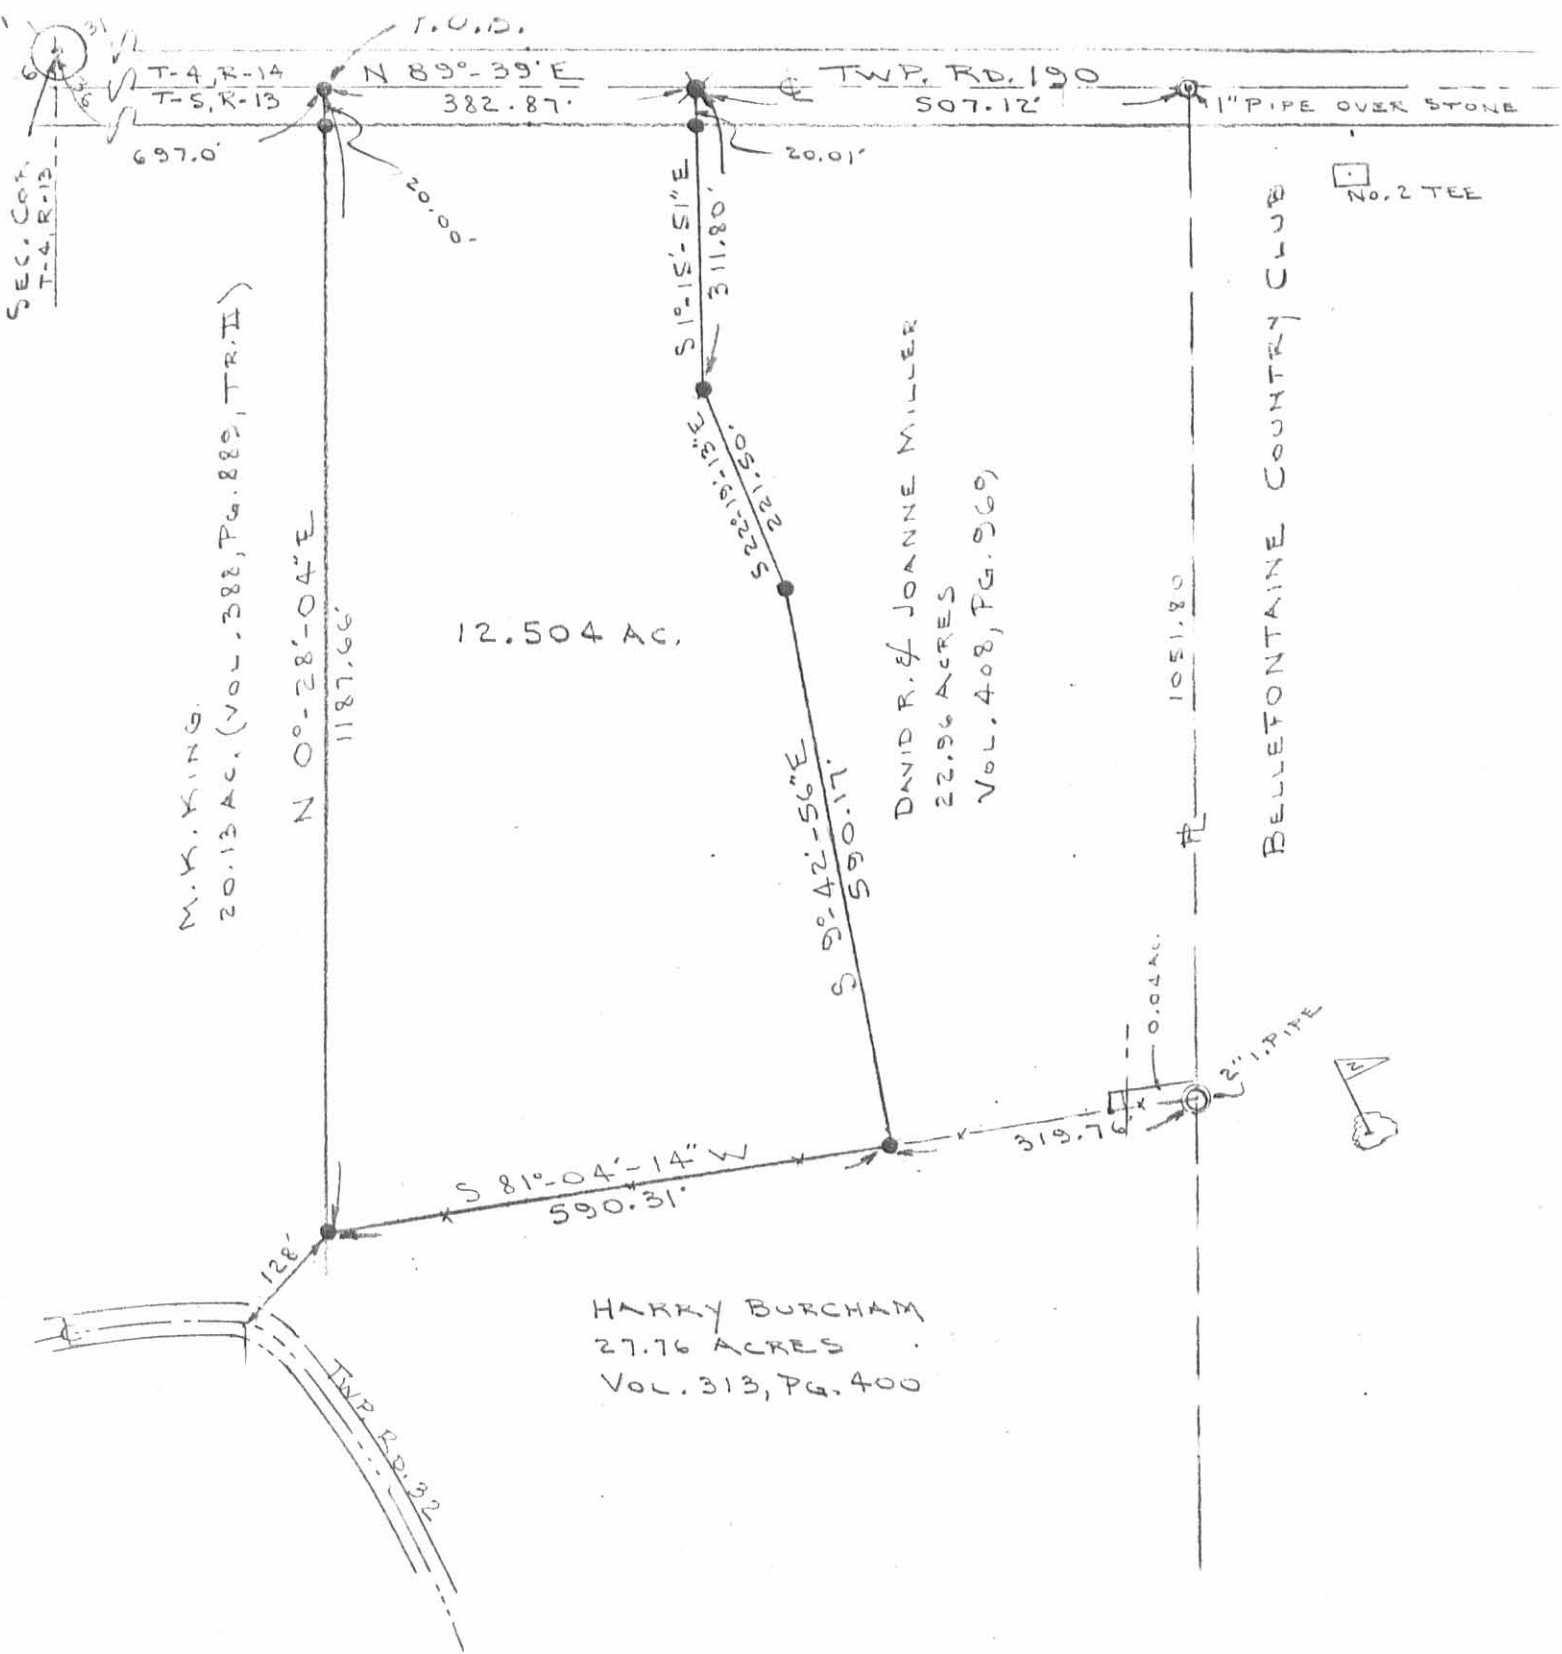 31
6
36
T-4, R-14
T-5, R-13
N 89°-39' E
382.87'
℄ TWP. RD. 190
507.12'
1" PIPE OVER STONE
697.0'
20.00'
20.01'
SEC. COR.
T-4, R-13
No. 2 TEE
S 1°-15'-51" E
311.80'
S 22°-19'-13" E
221.50'
M. K. KING
20.13 AC. (VOL. 388, PG. 889, TR. II)
N 0°-28'-04" E
1187.66'
12.504 AC.
S 9°-42'-56" E
590.17'
DAVID R. & JOANNE MILLER
22.96 ACRES
VOL. 408, PG. 969
1051.80
PL
BELLEFONTAINE COUNTRY CLUB
0.04 AC.
2" I. PIPE
2
319.76'
S 81°-04'-14" W
590.31'
128'
TWP. RD. 32
HARRY BURCHAM
27.76 ACRES
VOL. 313, PG. 400